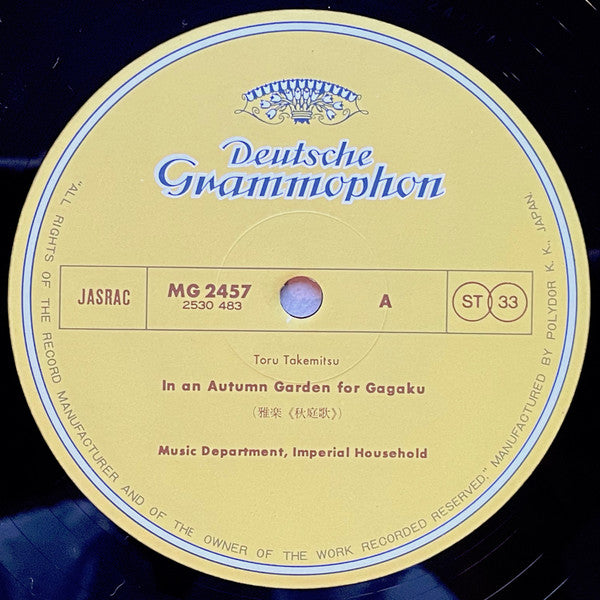 Deutsche
Grammophon
JASRAC
MG 2457
2530 483
A
ST 33
Toru Takemitsu
In an Autumn Garden for Gagaku
(雅楽《秋庭歌》)
Music Department, Imperial Household
"ALL RIGHTS OF THE RECORD MANUFACTURER AND OF THE OWNER OF THE WORK RECORDED RESERVED." MANUFACTURED BY POLYDOR K. K., JAPAN.